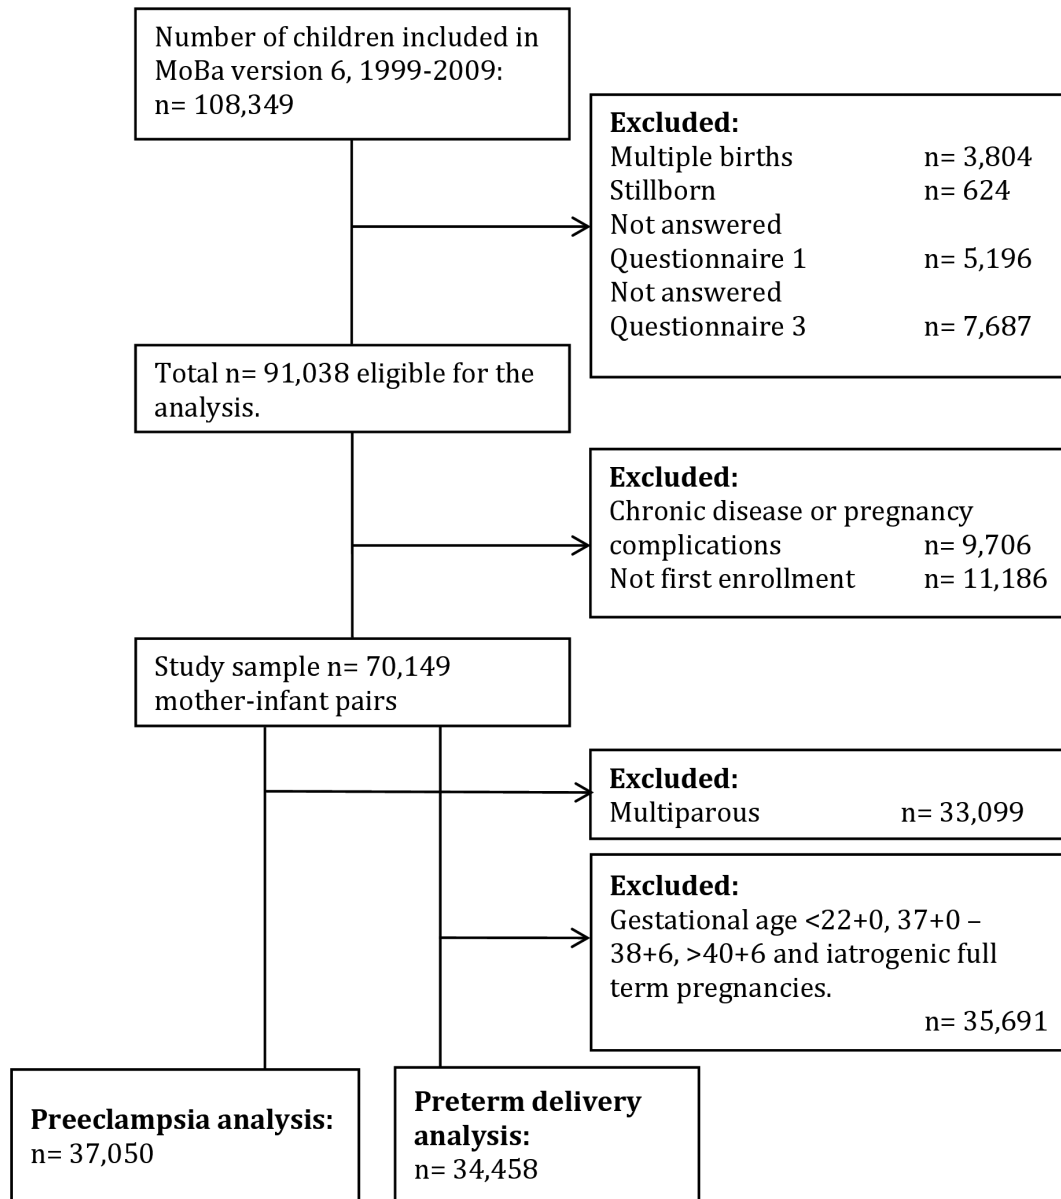 Number of children included in
MoBa version 6, 1999-2009:
n= 108,349
Excluded:
Multiple births n= 3,804
Stillborn n= 624
Not answered
Questionnaire 1 n= 5,196
Not answered
Questionnaire 3 n= 7,687
Total n= 91,038 eligible for the
analysis.
Excluded:
Chronic disease or pregnancy
complications n= 9,706
Not first enrollment n= 11,186
Study sample n= 70,149
mother-infant pairs
Excluded:
Multiparous n= 33,099
Excluded:
Gestational age <22+0, 37+0 –
38+6, >40+6 and iatrogenic full
term pregnancies.
n= 35,691
Preeclampsia analysis:
n= 37,050
Preterm delivery
analysis:
n= 34,458